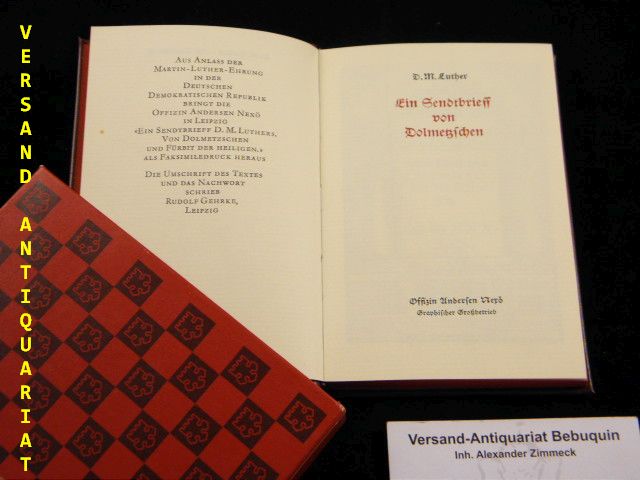 VERSAND ANTIQUARIAT
AUS ANLASS DER
MARTIN-LUTHER-EHRUNG
IN DER
DEUTSCHEN
DEMOKRATISCHEN REPUBLIK
BRINGT DIE
OFFIZIN ANDERSEN NEXÖ
IN LEIPZIG
«EIN SENDTBRIEFF D. M. LUTHERS,
VON DOLMETZSCHEN
UND FÜRBIT DER HEILIGEN.»
ALS FAKSIMILEDRUCK HERAUS
DIE UMSCHRIFT DES TEXTES
UND DAS NACHWORT
SCHRIEB
RUDOLF GEHRKE,
LEIPZIG
D. M. Luther
Ein Sendtbrieff
von
Dolmetzschen
Offizin Andersen Nexö
Graphischer Großbetrieb
Versand-Antiquariat Bebuquin
Inh. Alexander Zimmeck